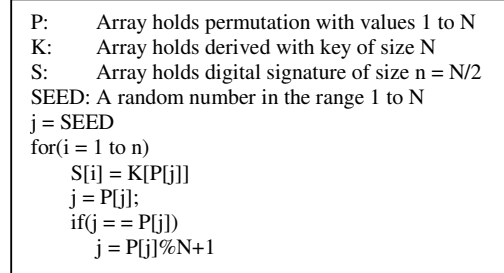 P: Array holds permutation with values 1 to N
K: Array holds derived with key of size N
S: Array holds digital signature of size n = N/2
SEED: A random number in the range 1 to N
j = SEED
for(i = 1 to n)
S[i] = K[P[j]]
j = P[j];
if(j = = P[j])
j = P[j]%N+1